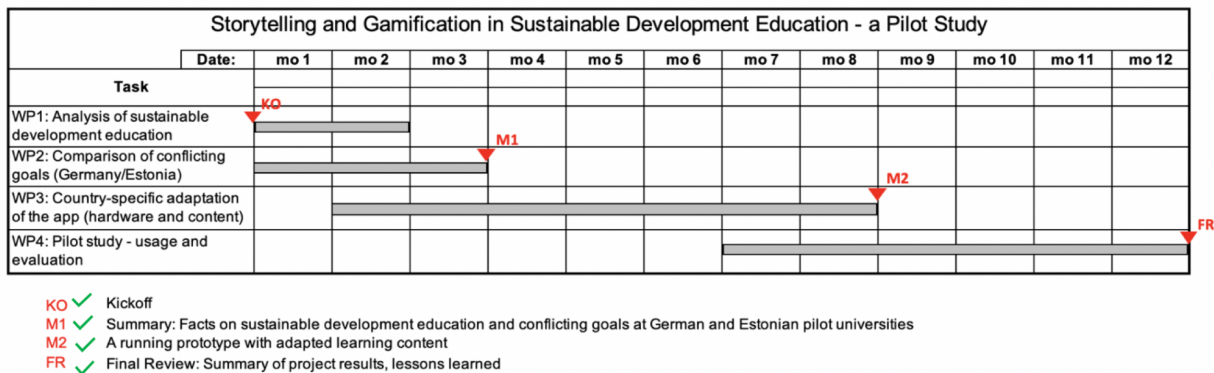 Storytelling and Gamification in Sustainable Development Education - a Pilot Study
Date: mo 1 mo 2 mo 3 mo 4 mo 5 mo 6 mo 7 mo 8 mo 9 mo 10 mo 11 mo 12
Task
KO
WP1: Analysis of sustainable
development education
M1
WP2: Comparison of conflicting
goals (Germany/Estonia)
M2
WP3: Country-specific adaptation
of the app (hardware and content)
FR
WP4: Pilot study - usage and
evaluation
KO Kickoff
M1 Summary: Facts on sustainable development education and conflicting goals at German and Estonian pilot universities
M2 A running prototype with adapted learning content
FR Final Review: Summary of project results, lessons learned